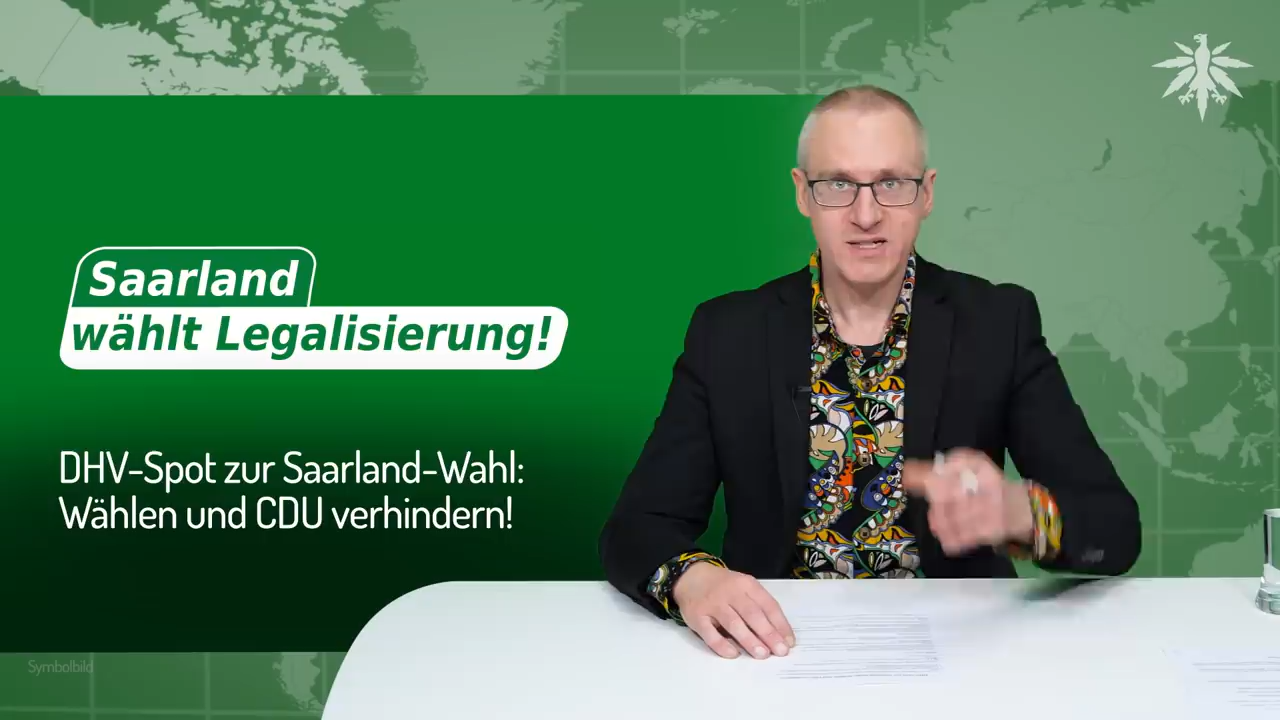 Saarland
wählt Legalisierung!
DHV-Spot zur Saarland-Wahl:
Wählen und CDU verhindern!
Symbolbild